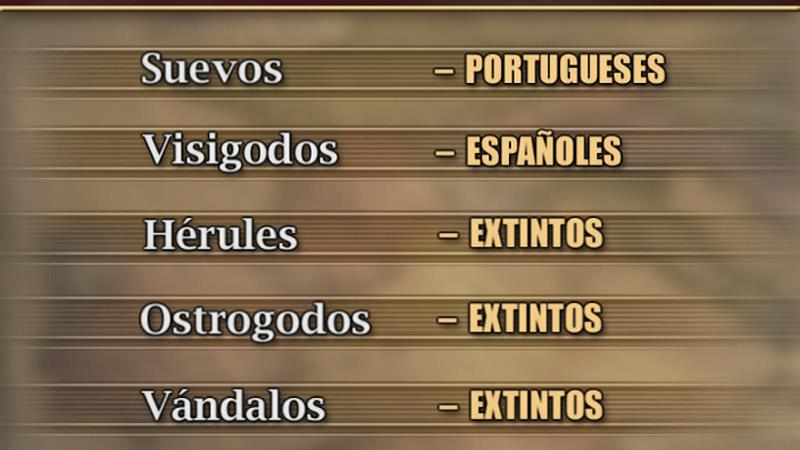 Suevos – PORTUGUESES
Visigodos – ESPAÑOLES
Hérules – EXTINTOS
Ostrogodos – EXTINTOS
Vándalos – EXTINTOS